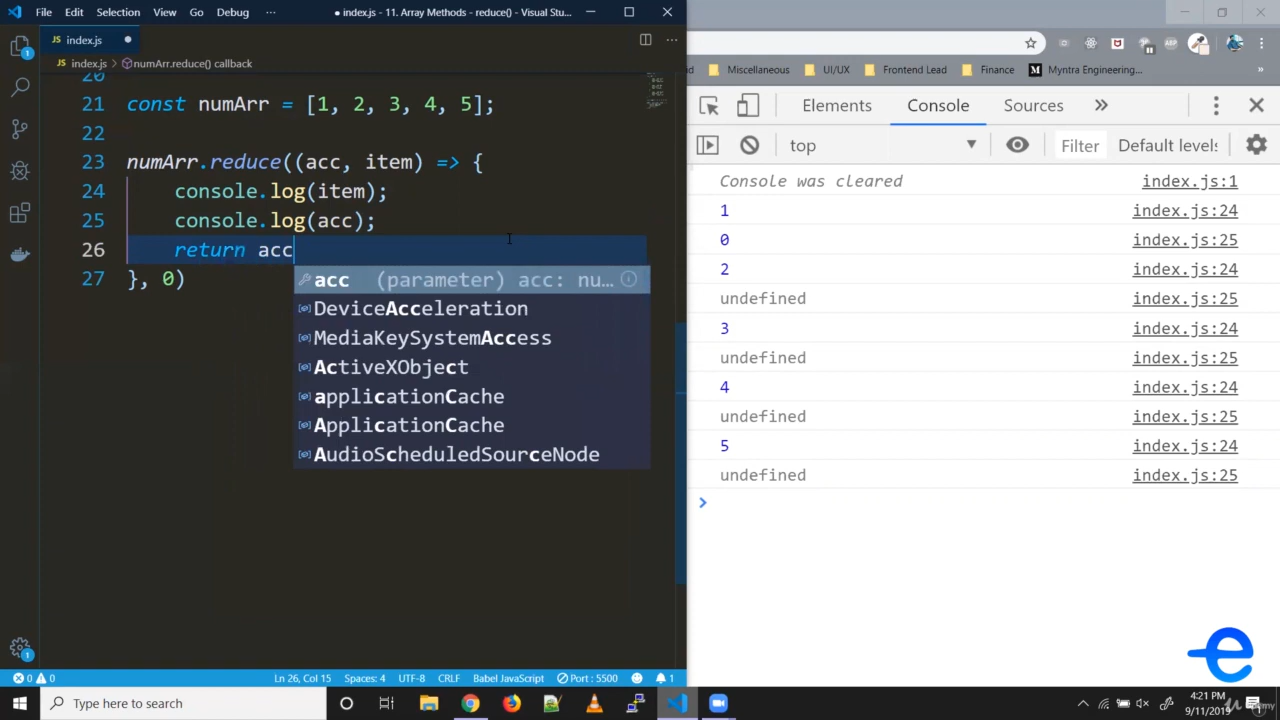 File Edit Selection View Go Debug ··· ● index.js - 11. Array Methods - reduce() - Visual Stu...
JS index.js ●
JS index.js > numArr.reduce() callback
20
21 const numArr = [1, 2, 3, 4, 5];
22
23 numArr.reduce((acc, item) => {
24 console.log(item);
25 console.log(acc);
26 return acc
27 }, 0)
acc (parameter) acc: nu...
DeviceAcceleration
MediaKeySystemAccess
ActiveXObject
applicationCache
ApplicationCache
AudioScheduledSourceNode
Miscellaneous UI/UX Frontend Lead Finance M Myntra Engineering... »
Elements Console Sources »
top ▼ Filter Default levels
Console was cleared index.js:1
1 index.js:24
0 index.js:25
2 index.js:24
undefined index.js:25
3 index.js:24
undefined index.js:25
4 index.js:24
undefined index.js:25
5 index.js:24
undefined index.js:25
>
0 0 Ln 26, Col 15 Spaces: 4 UTF-8 CRLF Babel JavaScript Port : 5500 1
Type here to search
4:21 PM
9/11/2019